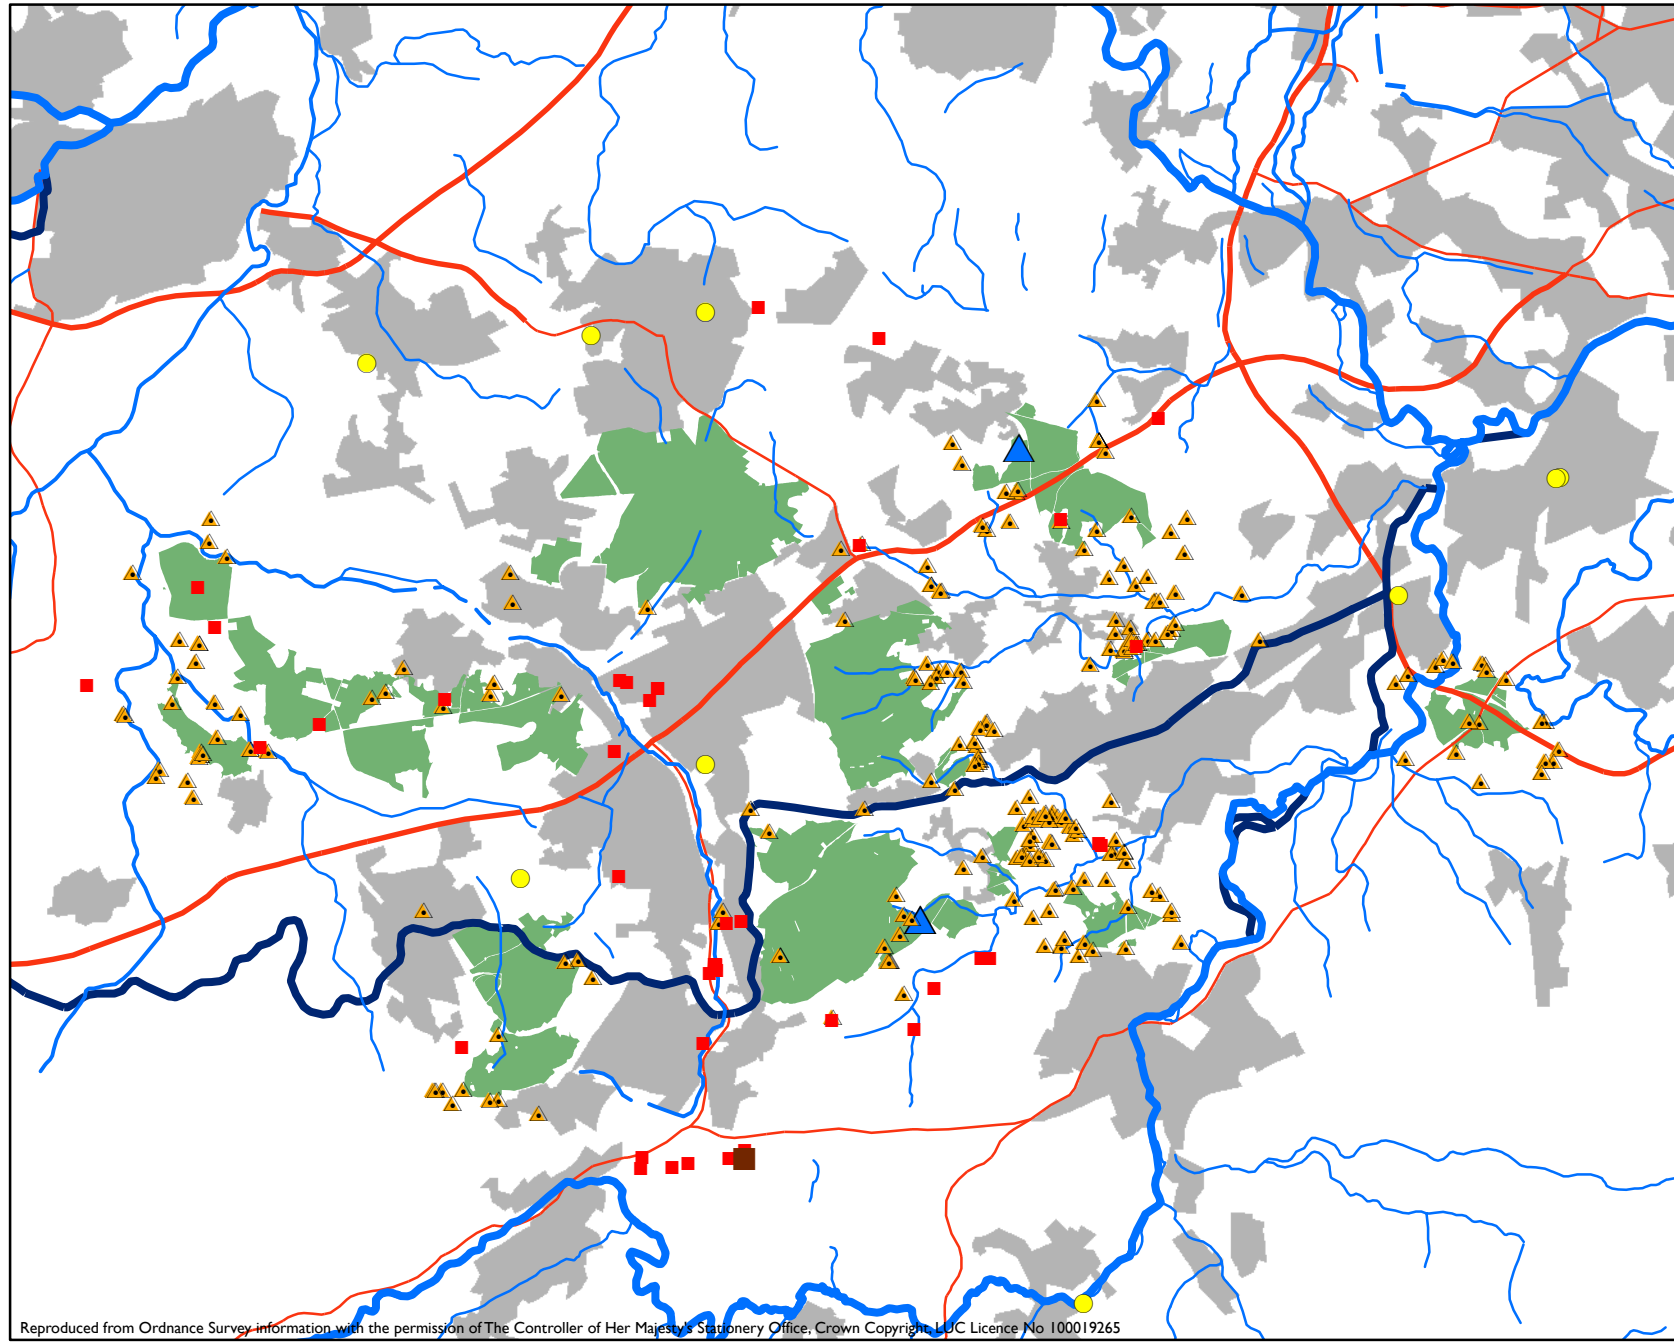 Reproduced from Ordnance Survey information with the permission of The Controller of Her Majesty's Stationery Office, Crown Copyright, LUC Licence No 100019265